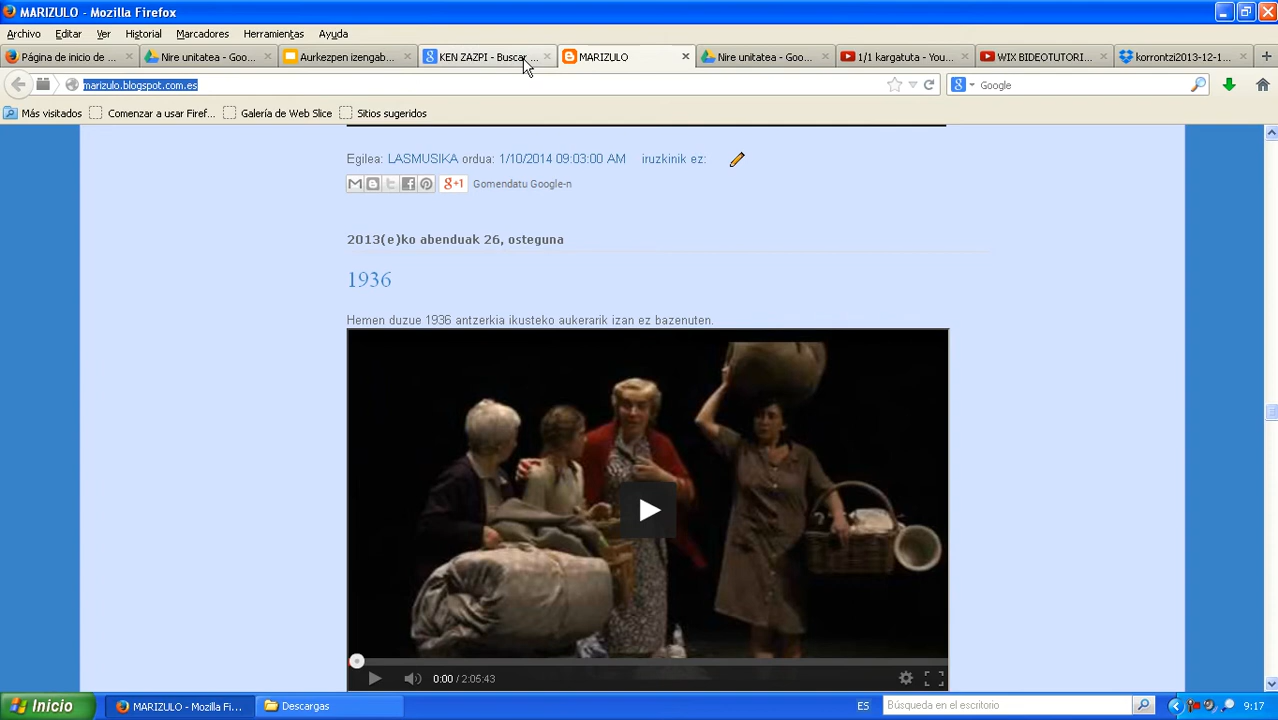 MARIZULO - Mozilla Firefox
Archivo Editar Ver Historial Marcadores Herramientas Ayuda
Página de inicio de ... Nire unitatea - Goo... Aurkezpen izengab... KEN ZAZPI - Buscar ... MARIZULO Nire unitatea - Goo... 1/1 kargatuta - You... WIX BIDEOTUTORI... korrontzi2013-12-1...
marizulo.blogspot.com.es Google
Más visitados Comenzar a usar Firef... Galería de Web Slice Sitios sugeridos
Egilea: LASMUSIKA ordua: 1/10/2014 09:03:00 AM iruzkinik ez:
g+1 Gomendatu Google-n
2013(e)ko abenduak 26, osteguna
1936
Hemen duzue 1936 antzerkia ikusteko aukerarik izan ez bazenuten.
0:00 / 2:05:43
Inicio MARIZULO - Mozilla Fi... Descargas ES Búsqueda en el escritorio 9:17